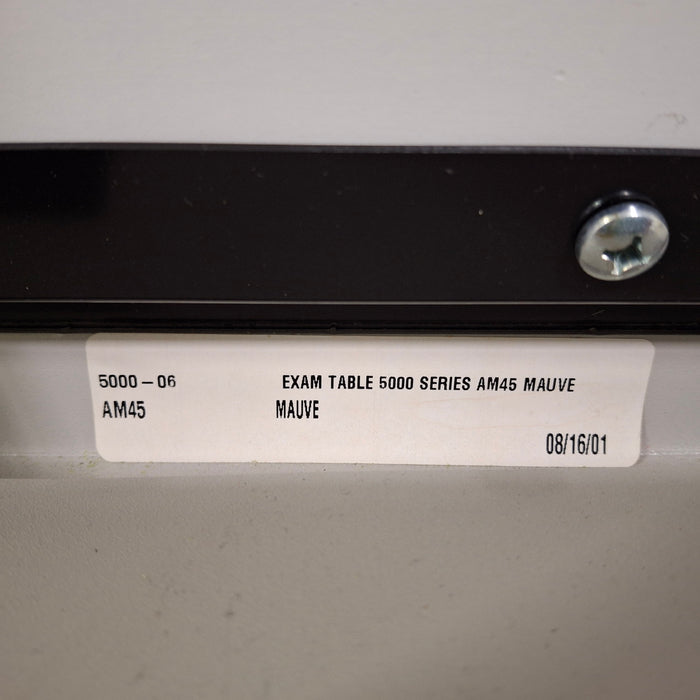 5000-06 EXAM TABLE 5000 SERIES AM45 MAUVE
AM45 MAUVE
08/16/01